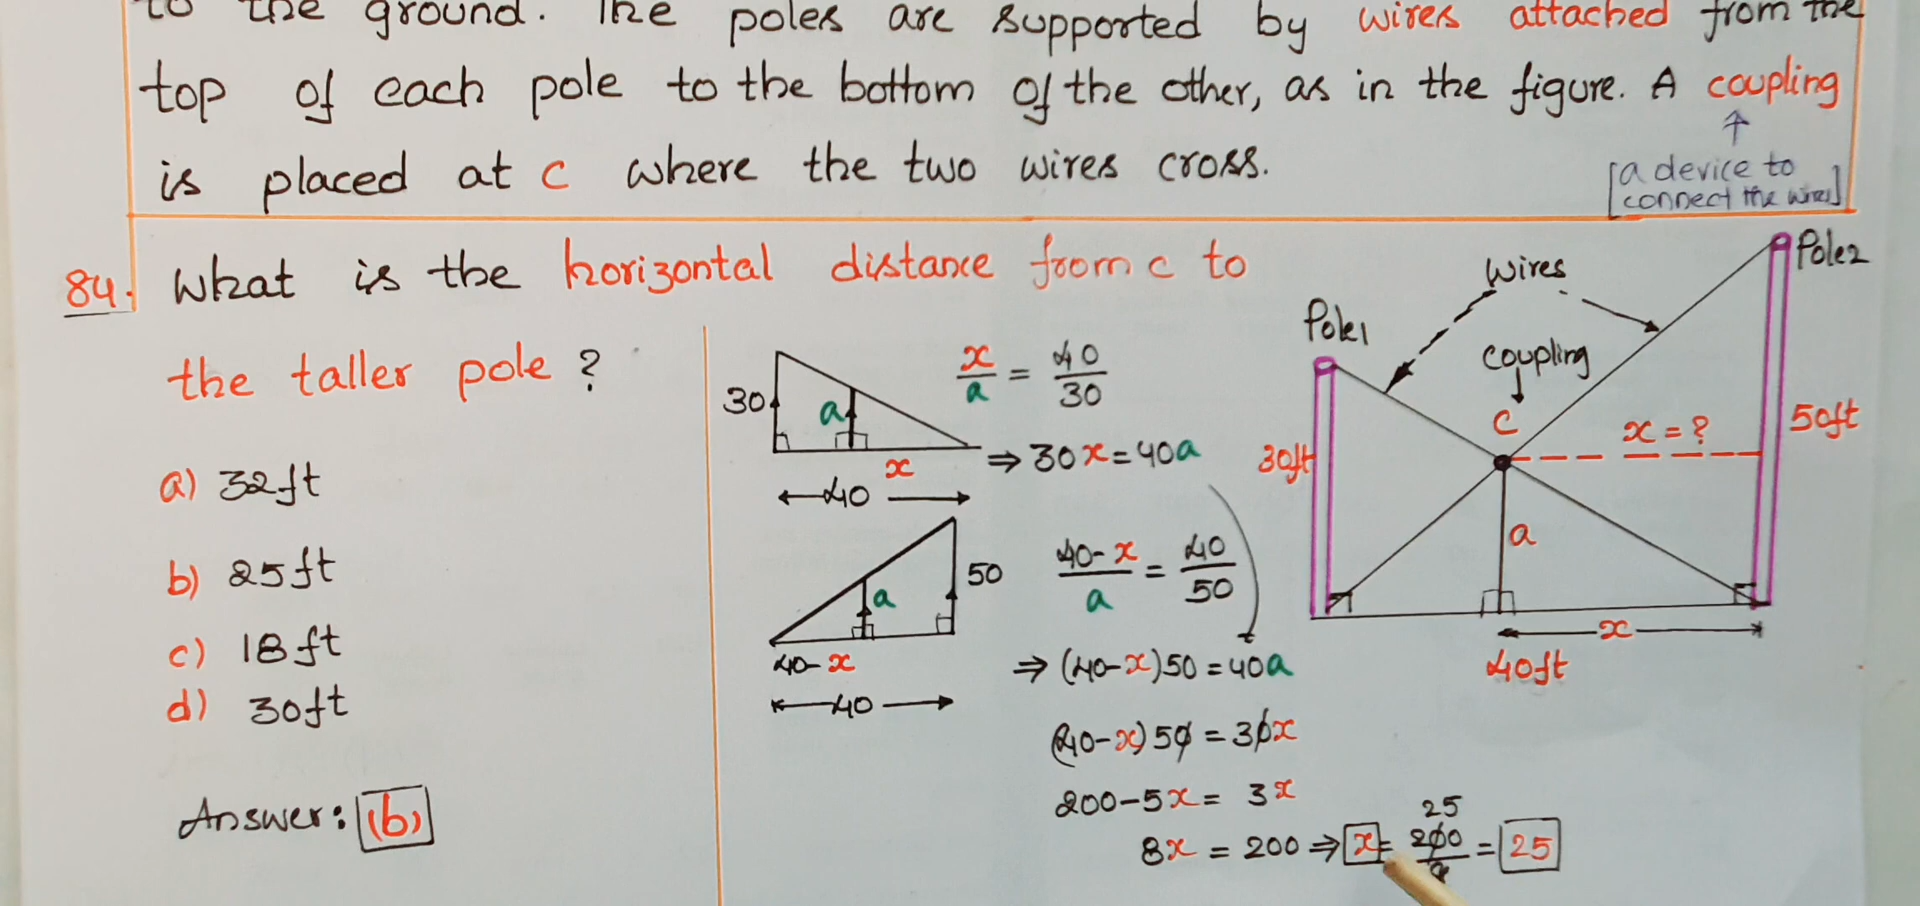 to the ground. The poles are supported by wires attached from the
top of each pole to the bottom of the other, as in the figure. A coupling
is placed at c where the two wires cross.
[a device to
connect the wires]
84. What is the horizontal distance from c to
the taller pole ?
a) 32ft
b) 25ft
c) 18ft
d) 30ft
Answer: (b)
30
a
x
40
x/a = 40/30
⇒ 30x = 40a
50
a
40-x
40
40-x/a = 40/50
⇒ (40-x)50 = 40a
(40-x)50 = 30x
200-5x = 3x
8x = 200 ⇒ x = 200/8 = 25
25
Pole1
Wires
Pole2
coupling
c
x = ?
30ft
50ft
a
x
40ft